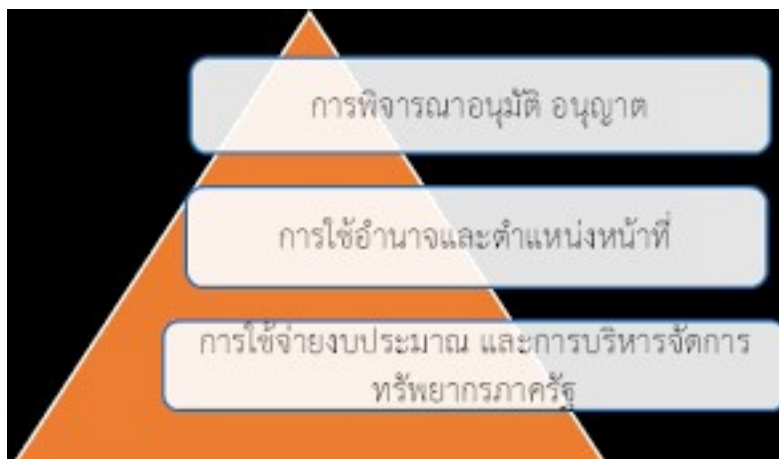 การพิจารณาอนุมัติ อนุญาต
การใช้อำนาจและตำแหน่งหน้าที่
การใช้จ่ายงบประมาณ และการบริหารจัดการ
ทรัพยากรภาครัฐ